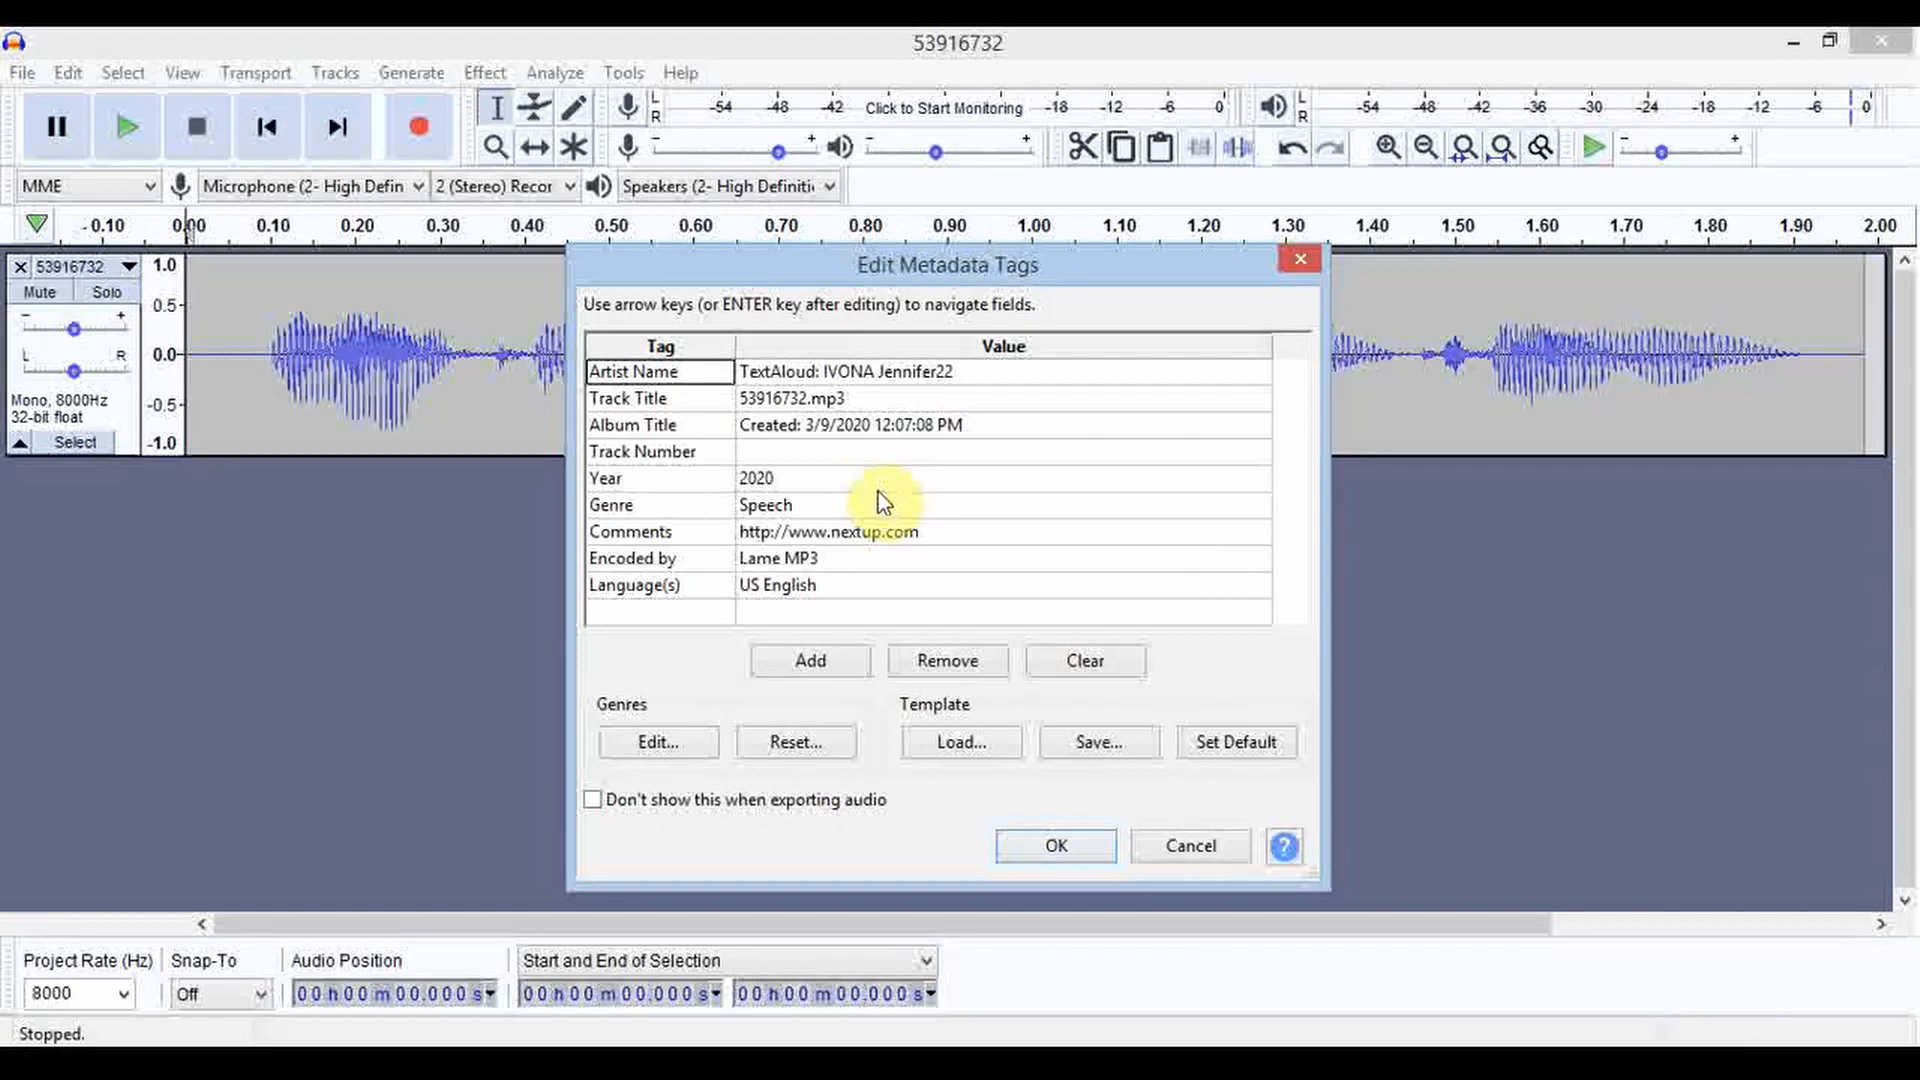 53916732
File Edit Select View Transport Tracks Generate Effect Analyze Tools Help
L R -54 -48 -42 Click to Start Monitoring -18 -12 -6 0 L R -54 -48 -42 -36 -30 -24 -18 -12 -6 0
MME Microphone (2- High Defin 2 (Stereo) Recor Speakers (2- High Definiti
-0.10 0.00 0.10 0.20 0.30 0.40 0.50 0.60 0.70 0.80 0.90 1.00 1.10 1.20 1.30 1.40 1.50 1.60 1.70 1.80 1.90 2.00
53916732
Mute Solo
- +
L R
Mono, 8000Hz
32-bit float
Select
1.0
0.5
0.0
-0.5
-1.0
Edit Metadata Tags
Use arrow keys (or ENTER key after editing) to navigate fields.
Tag Value
Artist Name TextAloud: IVONA Jennifer22
Track Title 53916732.mp3
Album Title Created: 3/9/2020 12:07:08 PM
Track Number
Year 2020
Genre Speech
Comments http://www.nextup.com
Encoded by Lame MP3
Language(s) US English
Add Remove Clear
Genres Template
Edit... Reset... Load... Save... Set Default
Don't show this when exporting audio
OK Cancel ?
Project Rate (Hz) Snap-To Audio Position Start and End of Selection
8000 Off 00 h 00 m 00.000 s 00 h 00 m 00.000 s 00 h 00 m 00.000 s
Stopped.